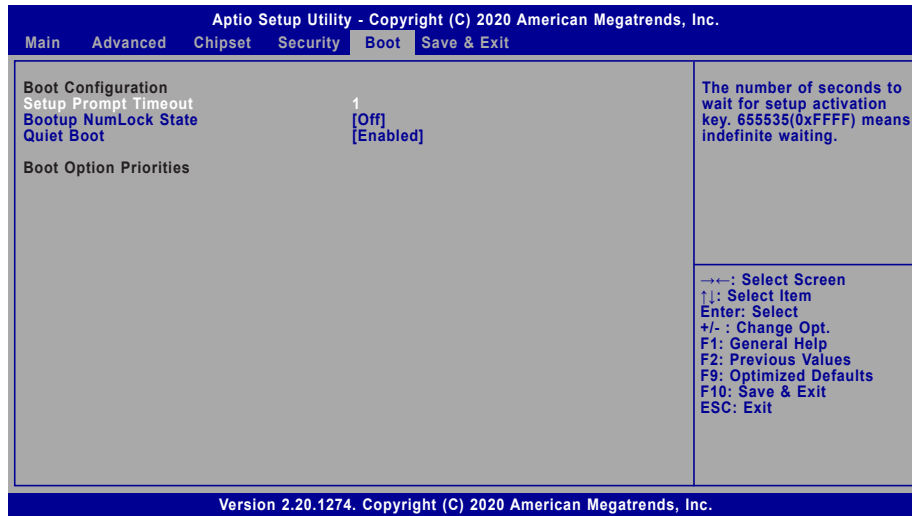 Aptio Setup Utility - Copyright (C) 2020 American Megatrends, Inc.
Main Advanced Chipset Security Boot Save & Exit
Boot Configuration
Setup Prompt Timeout 1
Bootup NumLock State [Off]
Quiet Boot [Enabled]
Boot Option Priorities
The number of seconds to
wait for setup activation
key. 655535(0xFFFF) means
indefinite waiting.
→←: Select Screen
↑↓: Select Item
Enter: Select
+/- : Change Opt.
F1: General Help
F2: Previous Values
F9: Optimized Defaults
F10: Save & Exit
ESC: Exit
Version 2.20.1274. Copyright (C) 2020 American Megatrends, Inc.